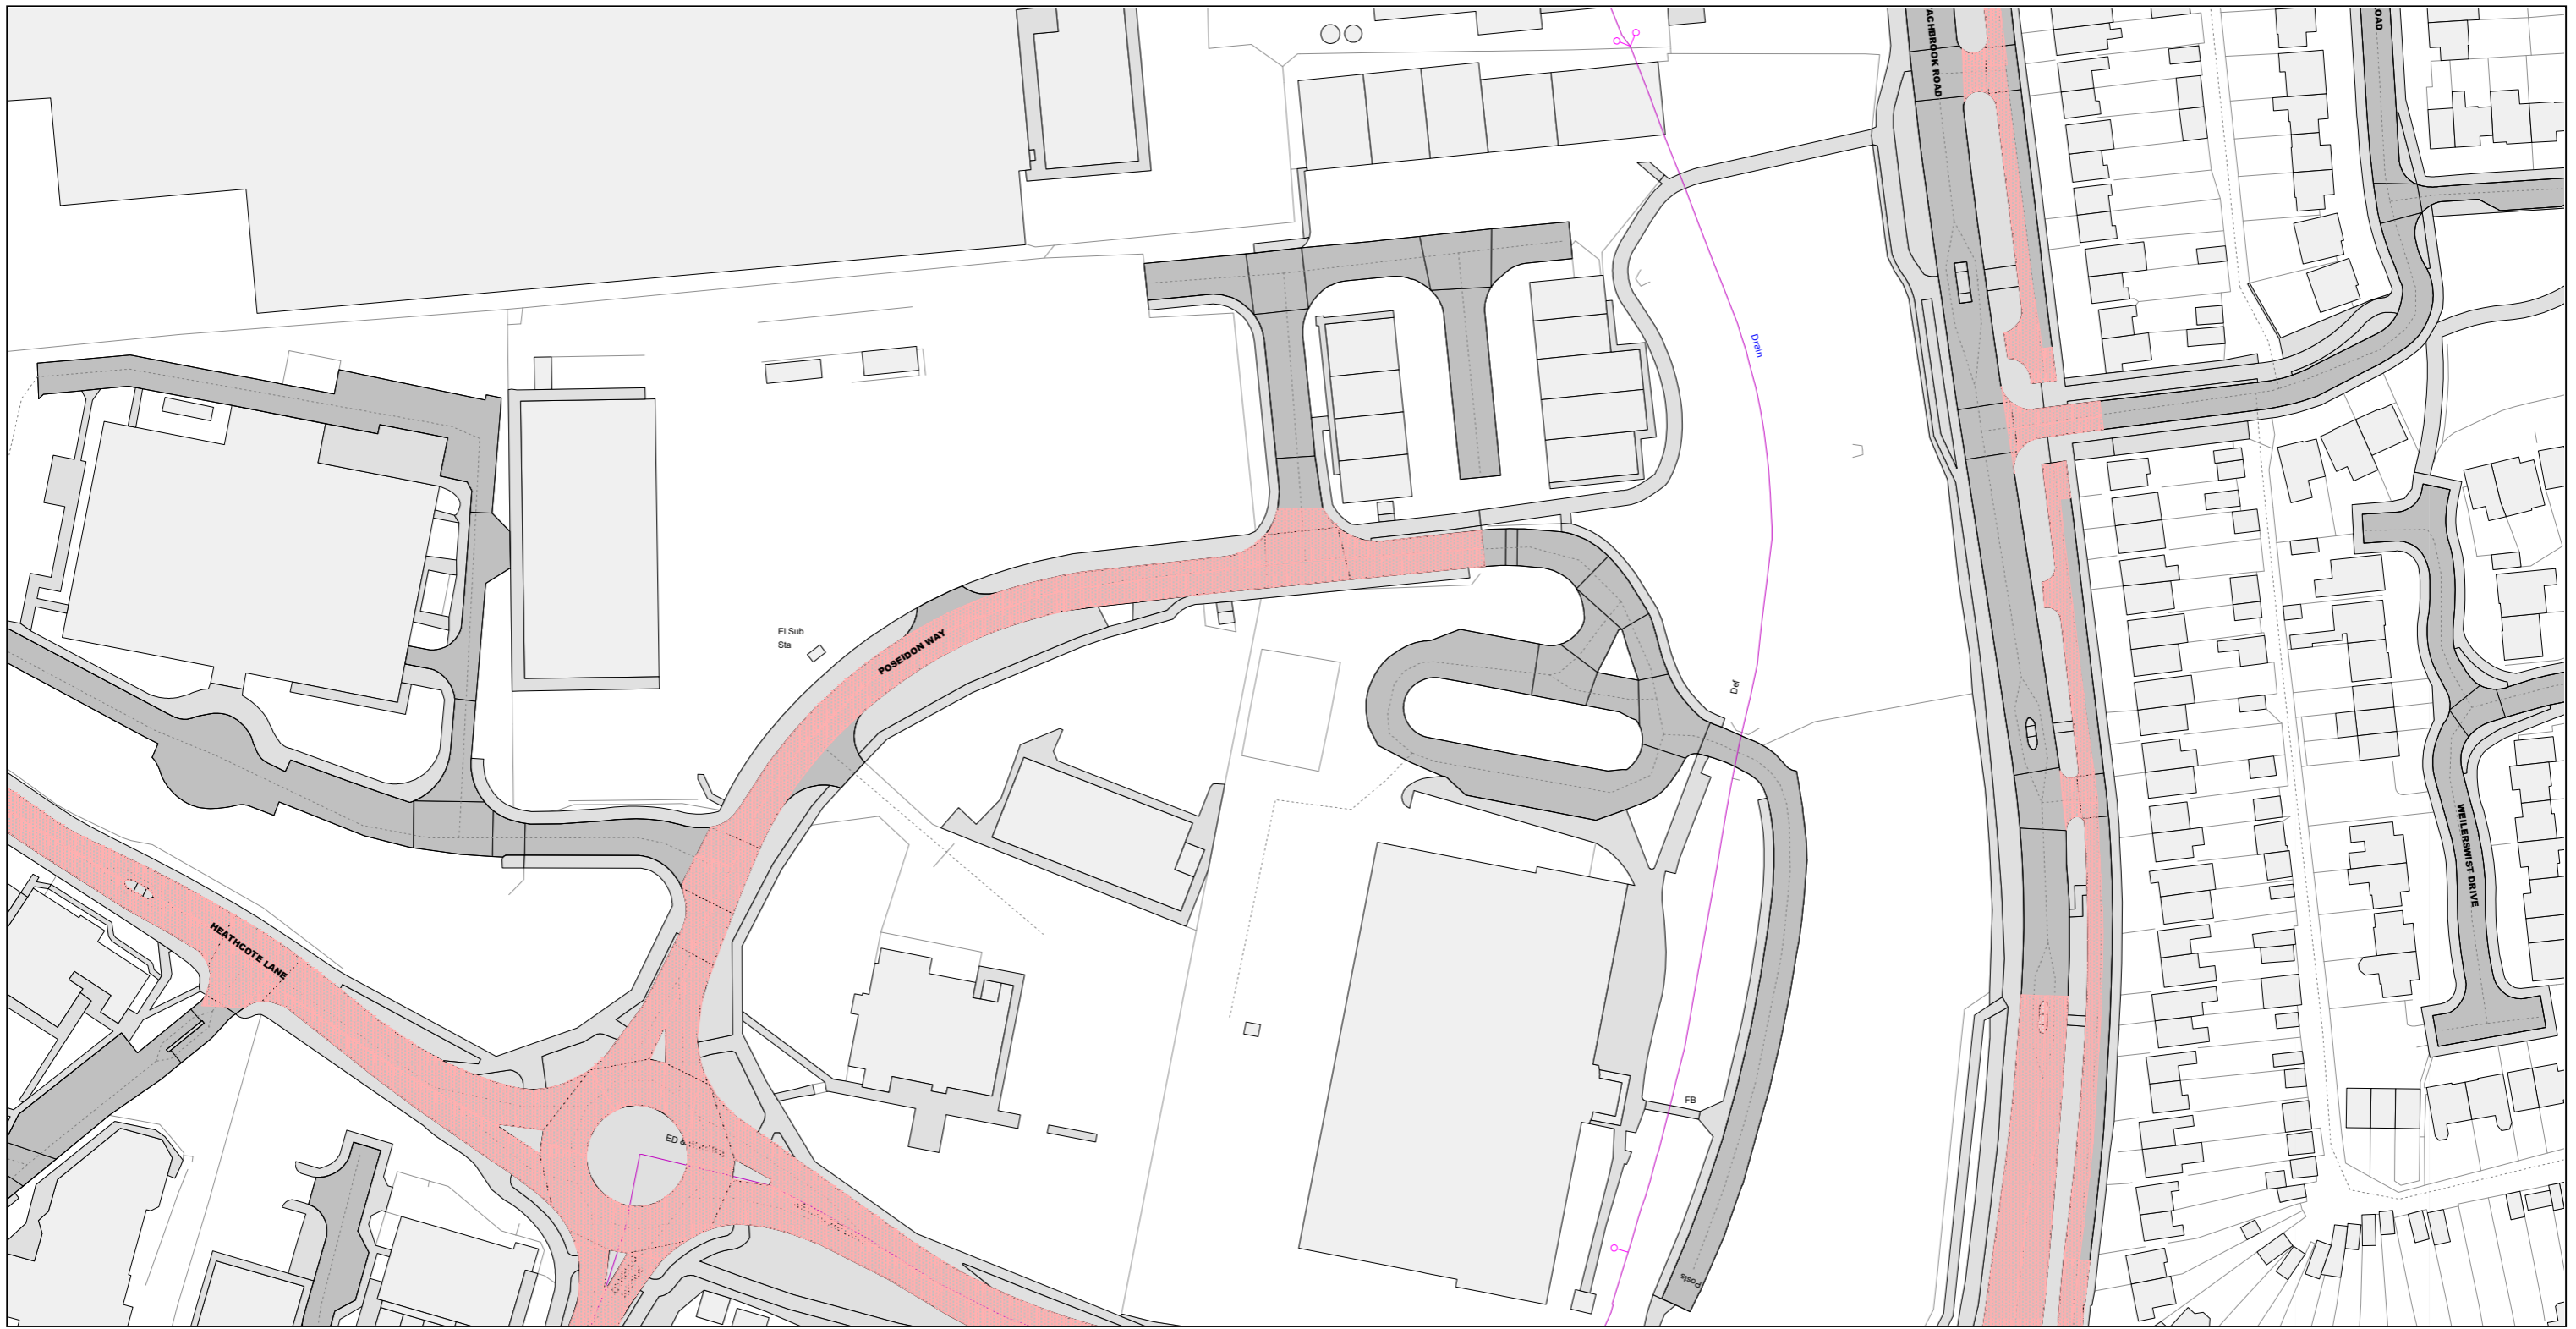 ACHBROOK ROAD
OAD
Drain
El Sub
Sta
POSEIDON WAY
Def
HEATHCOTE LANE
WEILERSWIST DRIVE
FB
ED &
Posts